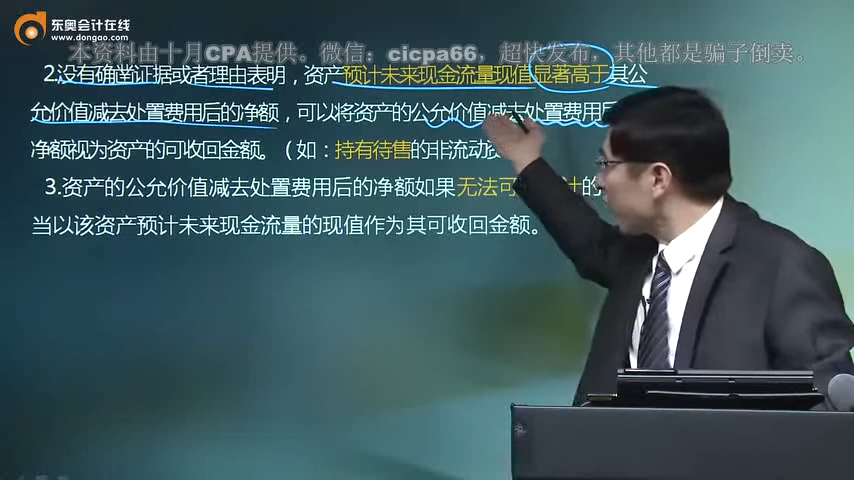 东奥会计在线
www.dongao.com
本资料由十月CPA提供。微信：cicpa66，超快发布，其他都是骗子倒卖。
2.没有确凿证据或者理由表明，资产预计未来现金流量现值显著高于其公
允价值减去处置费用后的净额，可以将资产的公允价值减去处置费用后
净额视为资产的可收回金额。（如：持有待售的非流动资
3.资产的公允价值减去处置费用后的净额如果无法可 计的
当以该资产预计未来现金流量的现值作为其可收回金额。